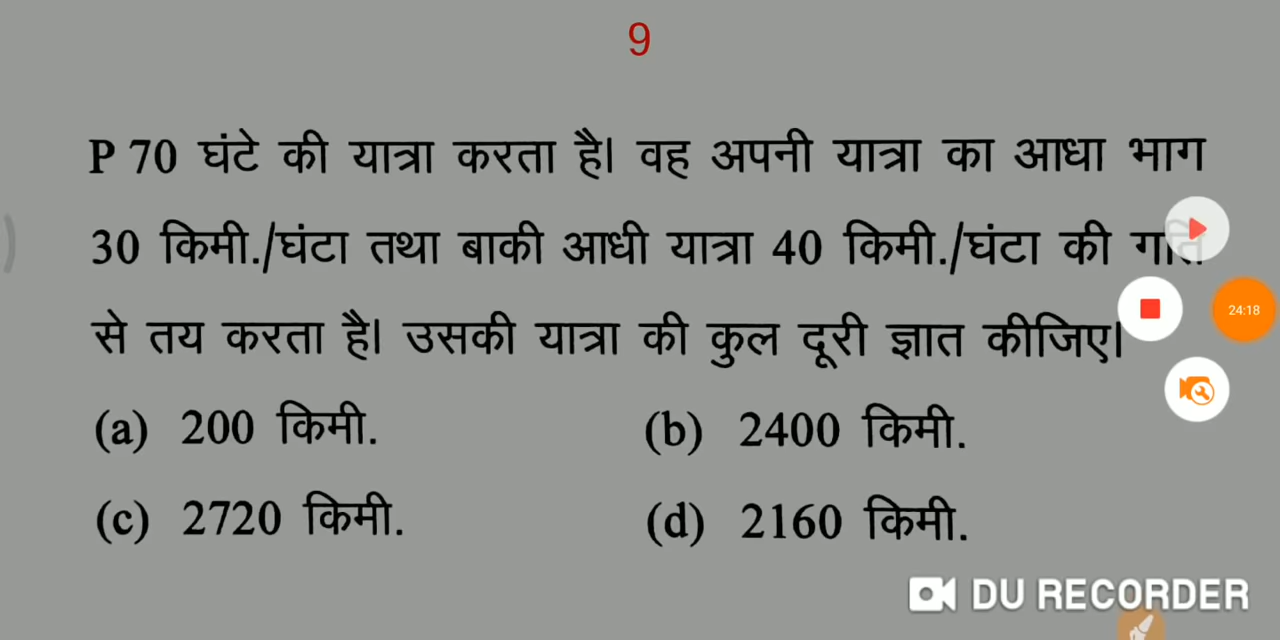 9
P 70 घंटे की यात्रा करता है। वह अपनी यात्रा का आधा भाग
30 किमी./घंटा तथा बाकी आधी यात्रा 40 किमी./घंटा की गति
से तय करता है। उसकी यात्रा की कुल दूरी ज्ञात कीजिए।
24:18
(a) 200 किमी. (b) 2400 किमी.
(c) 2720 किमी. (d) 2160 किमी.
DU RECORDER